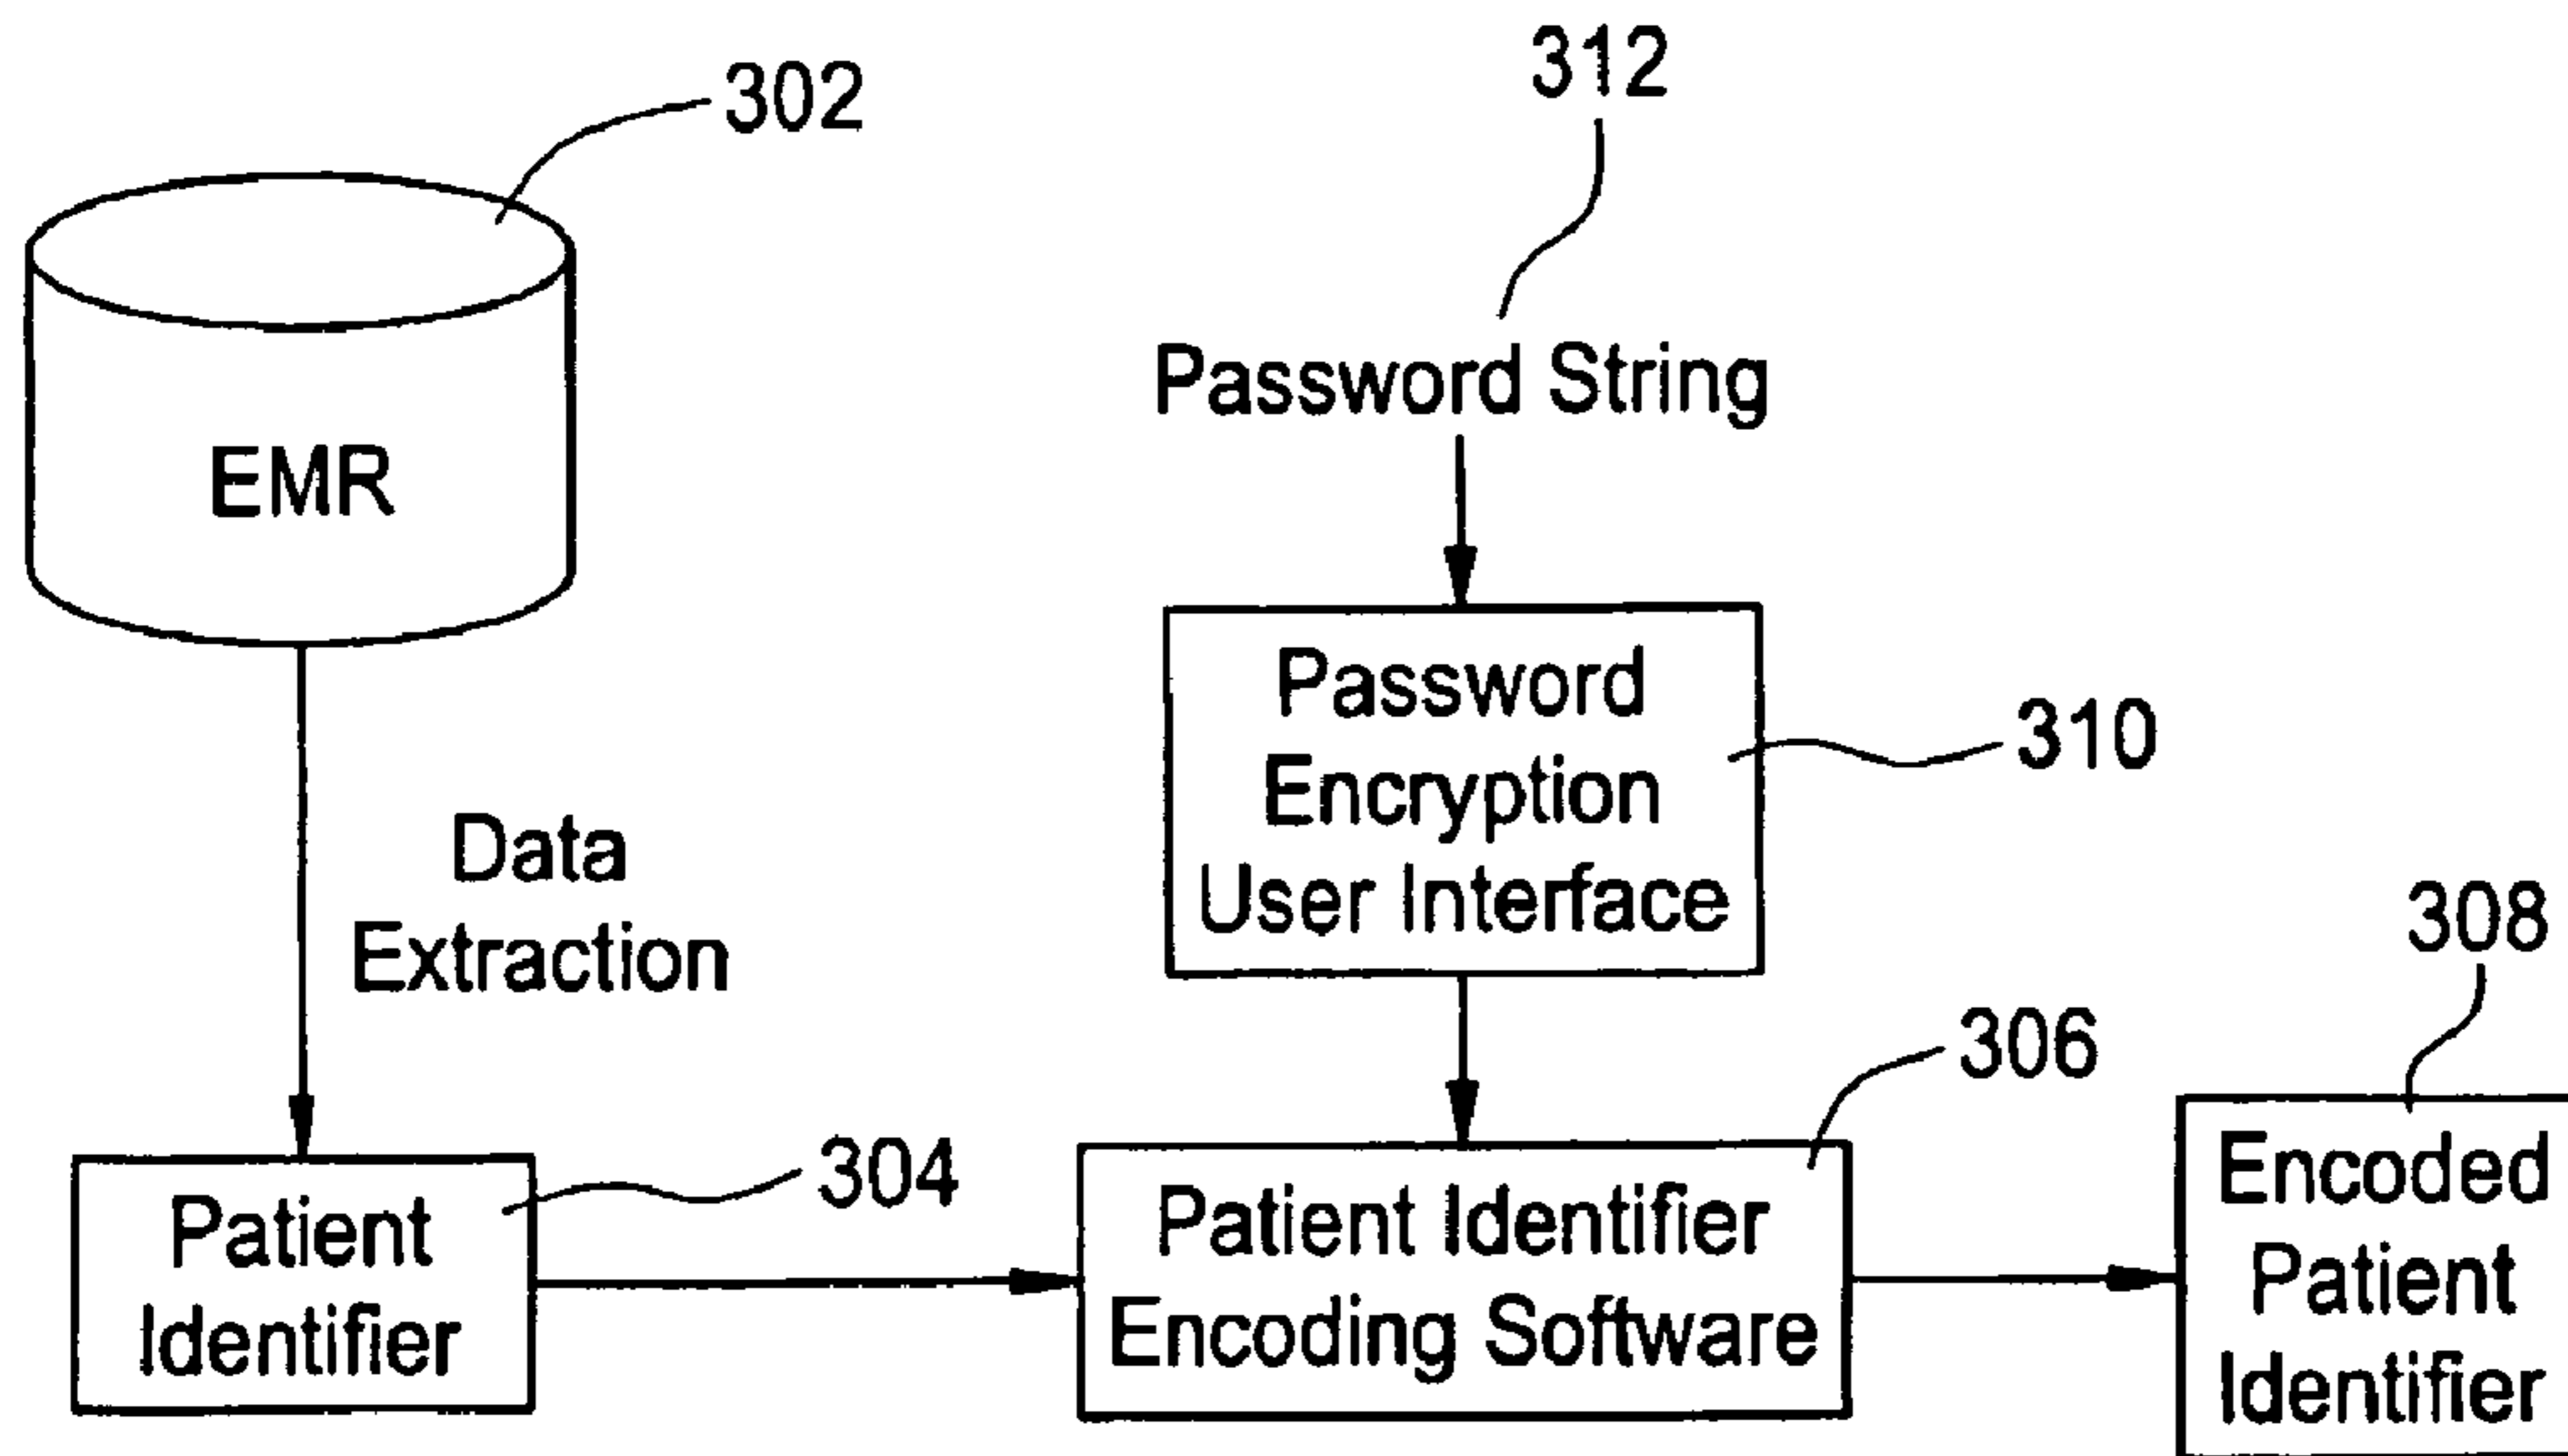 312
302
Password String
EMR
Password
Encryption
User Interface
310
Data
Extraction
308
306
304
Patient
Identifier
Patient Identifier
Encoding Software
Encoded
Patient
Identifier